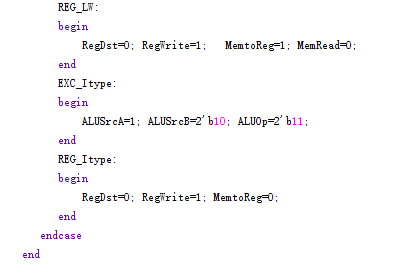 REG_LW:
begin
RegDst=0; RegWrite=1; MemtoReg=1; MemRead=0;
end
EXC_Itype:
begin
ALUSrcA=1; ALUSrcB=2'b10; ALUOp=2'b11;
end
REG_Itype:
begin
RegDst=0; RegWrite=1; MemtoReg=0;
end
endcase
end